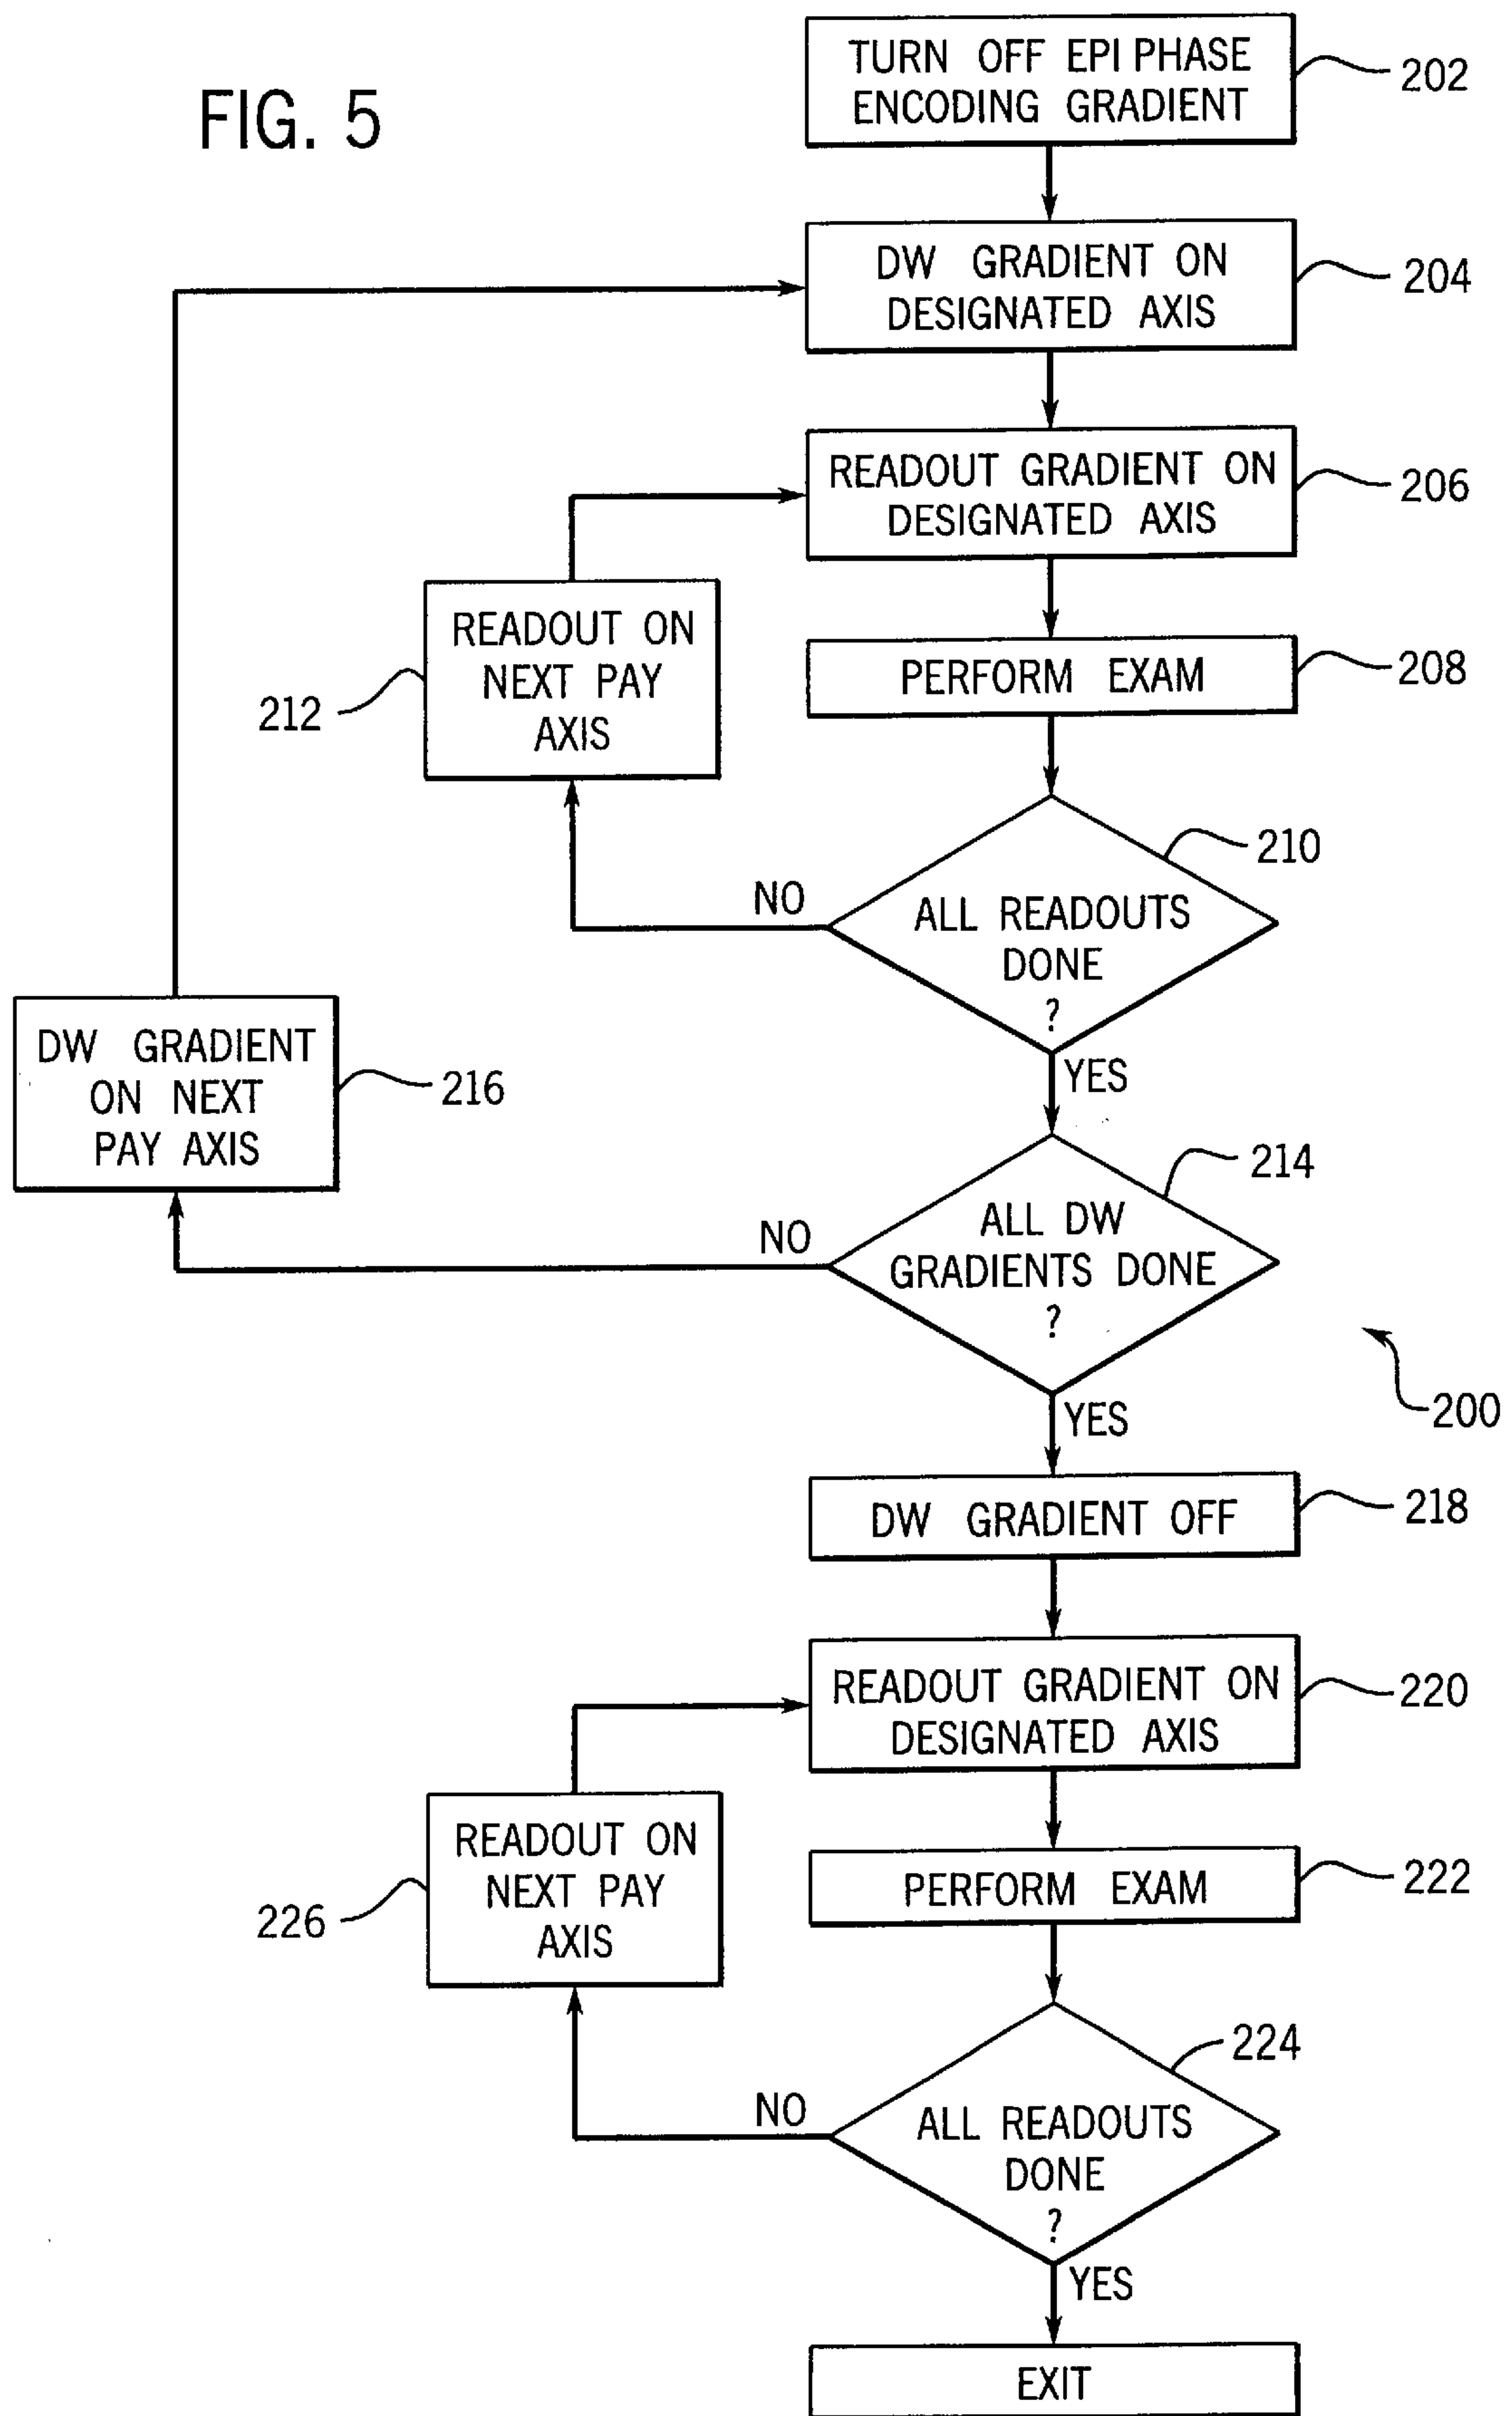 FIG. 5
TURN OFF EPI PHASE
ENCODING GRADIENT
202
DW GRADIENT ON
DESIGNATED AXIS
204
READOUT GRADIENT ON
DESIGNATED AXIS
206
READOUT ON
NEXT PAY
AXIS
212
PERFORM EXAM
208
210
ALL READOUTS
DONE
?
NO
YES
DW GRADIENT
ON NEXT
PAY AXIS
216
214
ALL DW
GRADIENTS DONE
?
NO
YES
200
DW GRADIENT OFF
218
READOUT GRADIENT ON
DESIGNATED AXIS
220
READOUT ON
NEXT PAY
AXIS
226
PERFORM EXAM
222
224
ALL READOUTS
DONE
?
NO
YES
EXIT